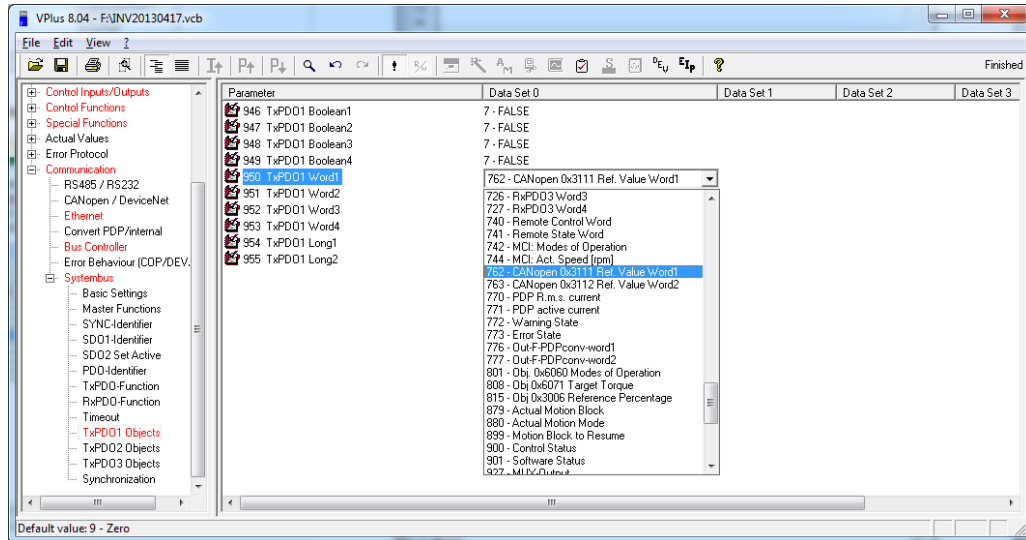 VPlus 8.04 - F:\INV20130417.vcb
File Edit View ?
Finished
Control Inputs/Outputs
Control Functions
Special Functions
Actual Values
Error Protocol
Communication
RS485 / RS232
CANopen / DeviceNet
Ethernet
Convert PDP/internal
Bus Controller
Error Behaviour (COP/DEV.
Systembus
Basic Settings
Master Functions
SYNC-Identifier
SDO1-Identifier
SDO2 Set Active
PDO-Identifier
TxPDO-Function
RxPDO-Function
Timeout
TxPDO1 Objects
TxPDO2 Objects
TxPDO3 Objects
Synchronization
Parameter Data Set 0 Data Set 1 Data Set 2 Data Set 3
946 TxPDO1 Boolean1 7 - FALSE
947 TxPDO1 Boolean2 7 - FALSE
948 TxPDO1 Boolean3 7 - FALSE
949 TxPDO1 Boolean4 7 - FALSE
950 TxPDO1 Word1 762 - CANopen 0x3111 Ref. Value Word1
951 TxPDO1 Word2
952 TxPDO1 Word3
953 TxPDO1 Word4
954 TxPDO1 Long1
955 TxPDO1 Long2
726 - RxPDO3 Word3
727 - RxPDO3 Word4
740 - Remote Control Word
741 - Remote State Word
742 - MCI: Modes of Operation
744 - MCI: Act. Speed [rpm]
762 - CANopen 0x3111 Ref. Value Word1
763 - CANopen 0x3112 Ref. Value Word2
770 - PDP R.m.s. current
771 - PDP active current
772 - Warning State
773 - Error State
776 - Out-F-PDPconv-word1
777 - Out-F-PDPconv-word2
801 - Obj. 0x6060 Modes of Operation
808 - Obj 0x6071 Target Torque
815 - Obj 0x3006 Reference Percentage
879 - Actual Motion Block
880 - Actual Motion Mode
899 - Motion Block to Resume
900 - Control Status
901 - Software Status
927 - MUX-Output
Default value: 9 - Zero